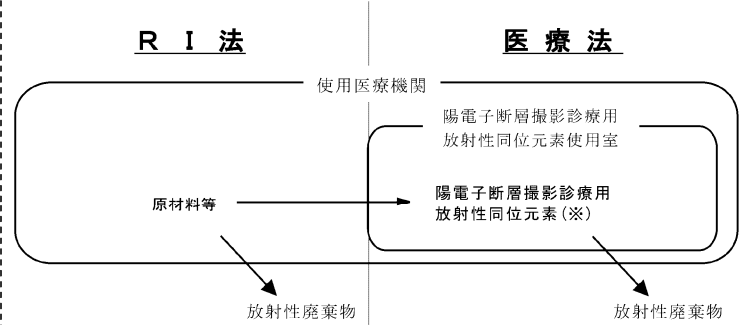 ＲＩ法
医療法
使用医療機関
陽電子断層撮影診療用
放射性同位元素使用室
原材料等
陽電子断層撮影診療用
放射性同位元素(※)
放射性廃棄物
放射性廃棄物